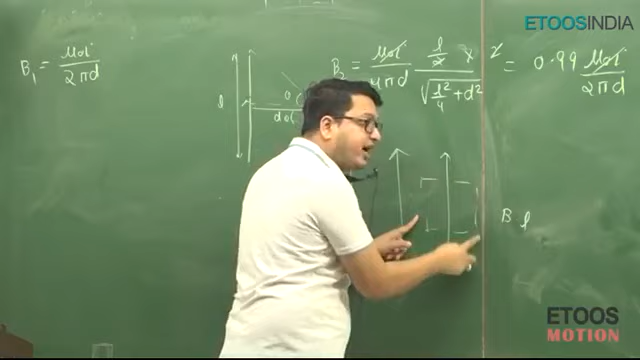 ETOOSINDIA
B₁ = μ₀i / 2πd
B₂ = μ₀i / 4πd · (l/2 × 2) / √(l²/4 + d²) = 0.99 μ₀i / 2πd
l
B l
ETOOS
MOTION